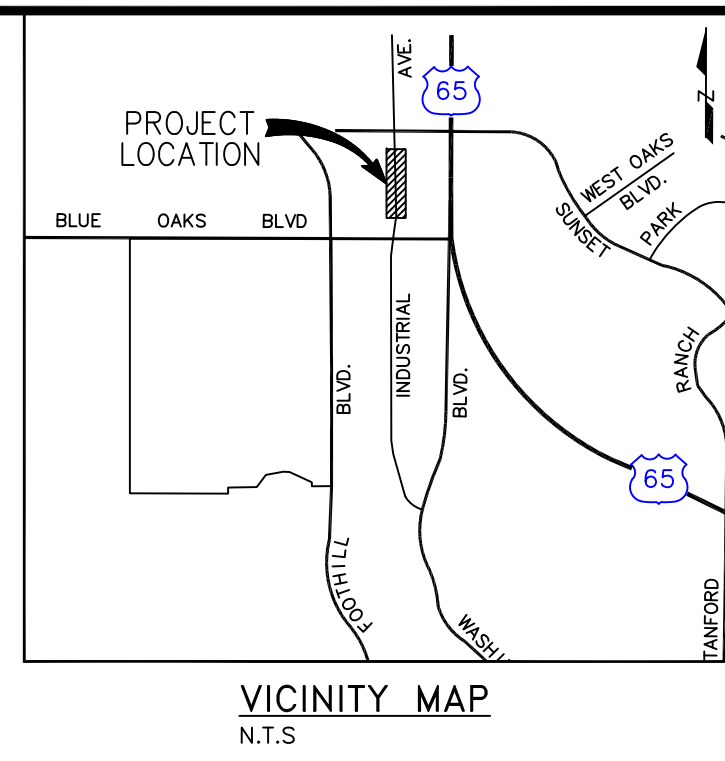 AVE.
65
PROJECT
LOCATION
N
WEST OAKS
BLVD.
SUNSET
PARK
BLUE OAKS BLVD
INDUSTRIAL
BLVD.
BLVD.
RANCH
65
FOOTHILL
TANFORD
WASHI
VICINITY MAP
N.T.S